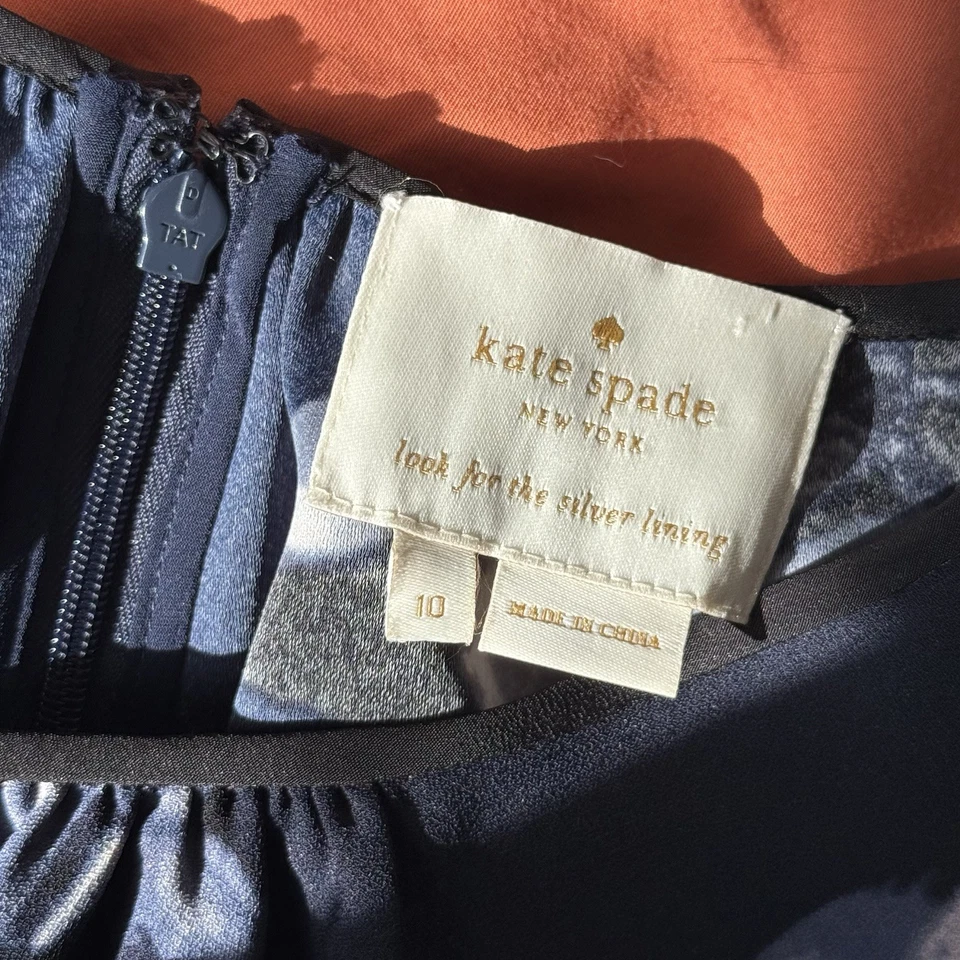 D
TAT
kate spade
NEW YORK
look for the silver lining
10
MADE IN CHINA